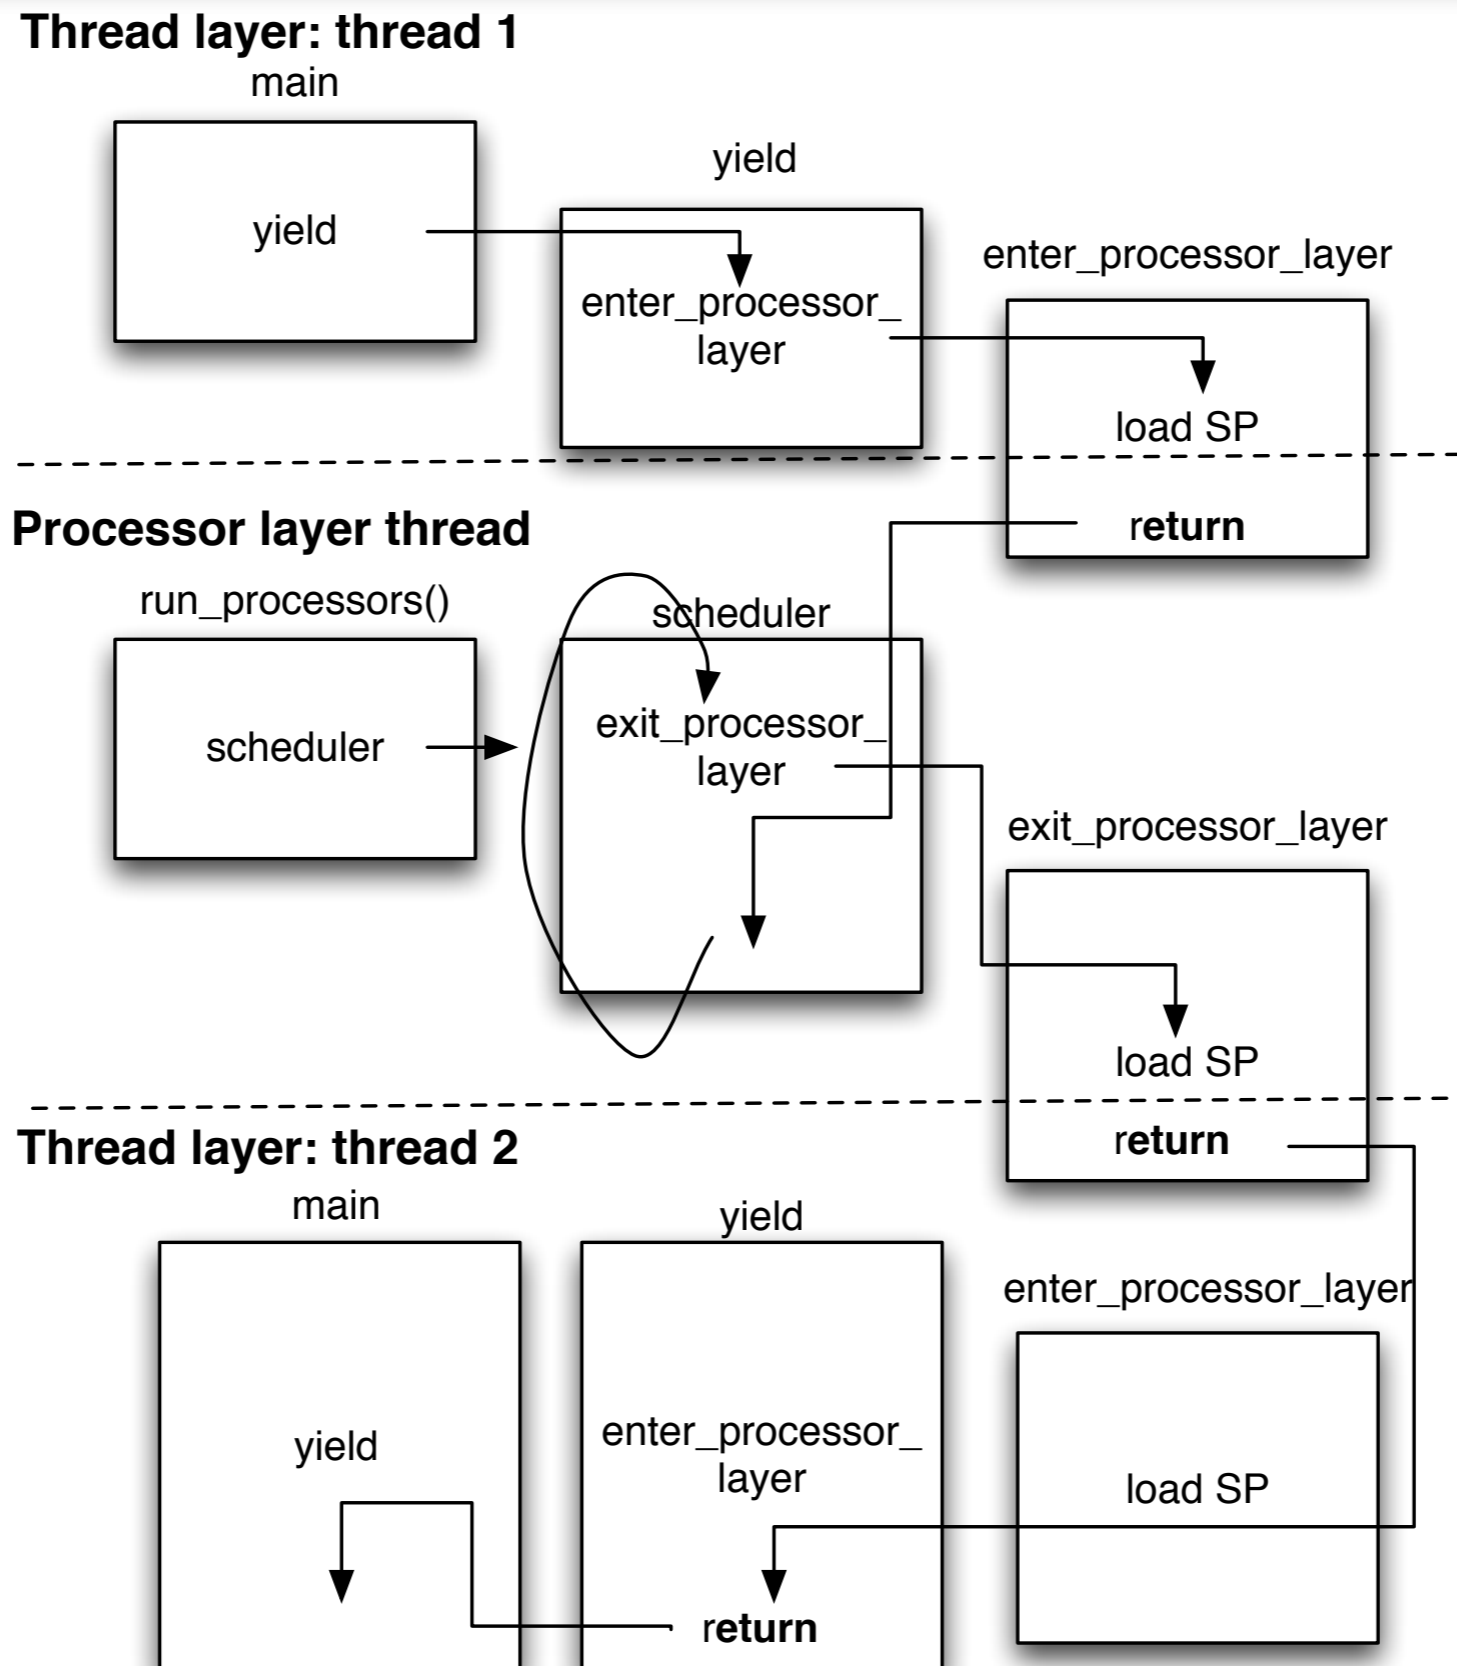 Thread layer: thread 1
main
yield
yield
enter_processor_
layer
enter_processor_layer
load SP
return
Processor layer thread
run_processors()
scheduler
scheduler
exit_processor_
layer
exit_processor_layer
load SP
return
Thread layer: thread 2
main
yield
yield
enter_processor_
layer
return
enter_processor_layer
load SP